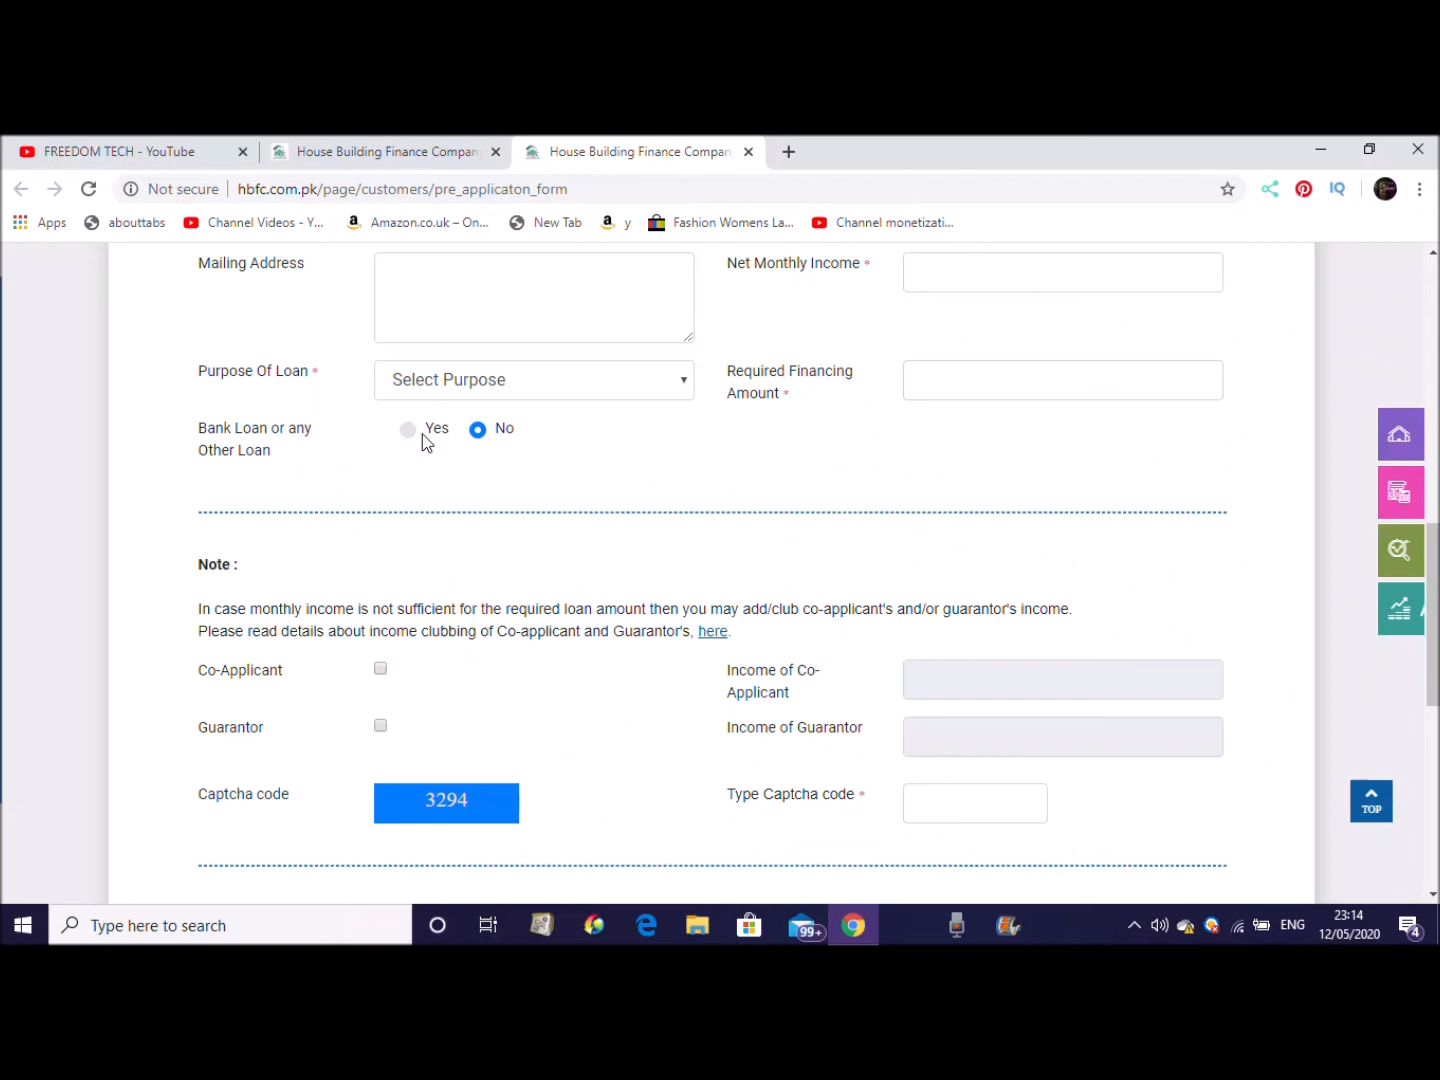 FREEDOM TECH - YouTube
House Building Finance Compan
House Building Finance Compan
Not secure
hbfc.com.pk/page/customers/pre_applicaton_form
IQ
Apps
abouttabs
Channel Videos - Y...
Amazon.co.uk – On...
New Tab
y
Fashion Womens La...
Channel monetizati...
Mailing Address
Net Monthly Income *
Purpose Of Loan *
Select Purpose
Required Financing
Amount *
Bank Loan or any
Other Loan
Yes
No
Note :
In case monthly income is not sufficient for the required loan amount then you may add/club co-applicant's and/or guarantor's income.
Please read details about income clubbing of Co-applicant and Guarantor's, here.
Co-Applicant
Income of Co-
Applicant
Guarantor
Income of Guarantor
Captcha code
3294
Type Captcha code *
TOP
Type here to search
99+
ENG
23:14
12/05/2020
4